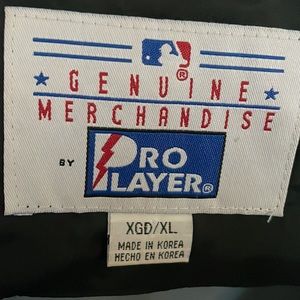 GENUINE
MERCHANDISE
BY PRO
PLAYER®
XGD/XL
MADE IN KOREA
HECHO EN KOREA